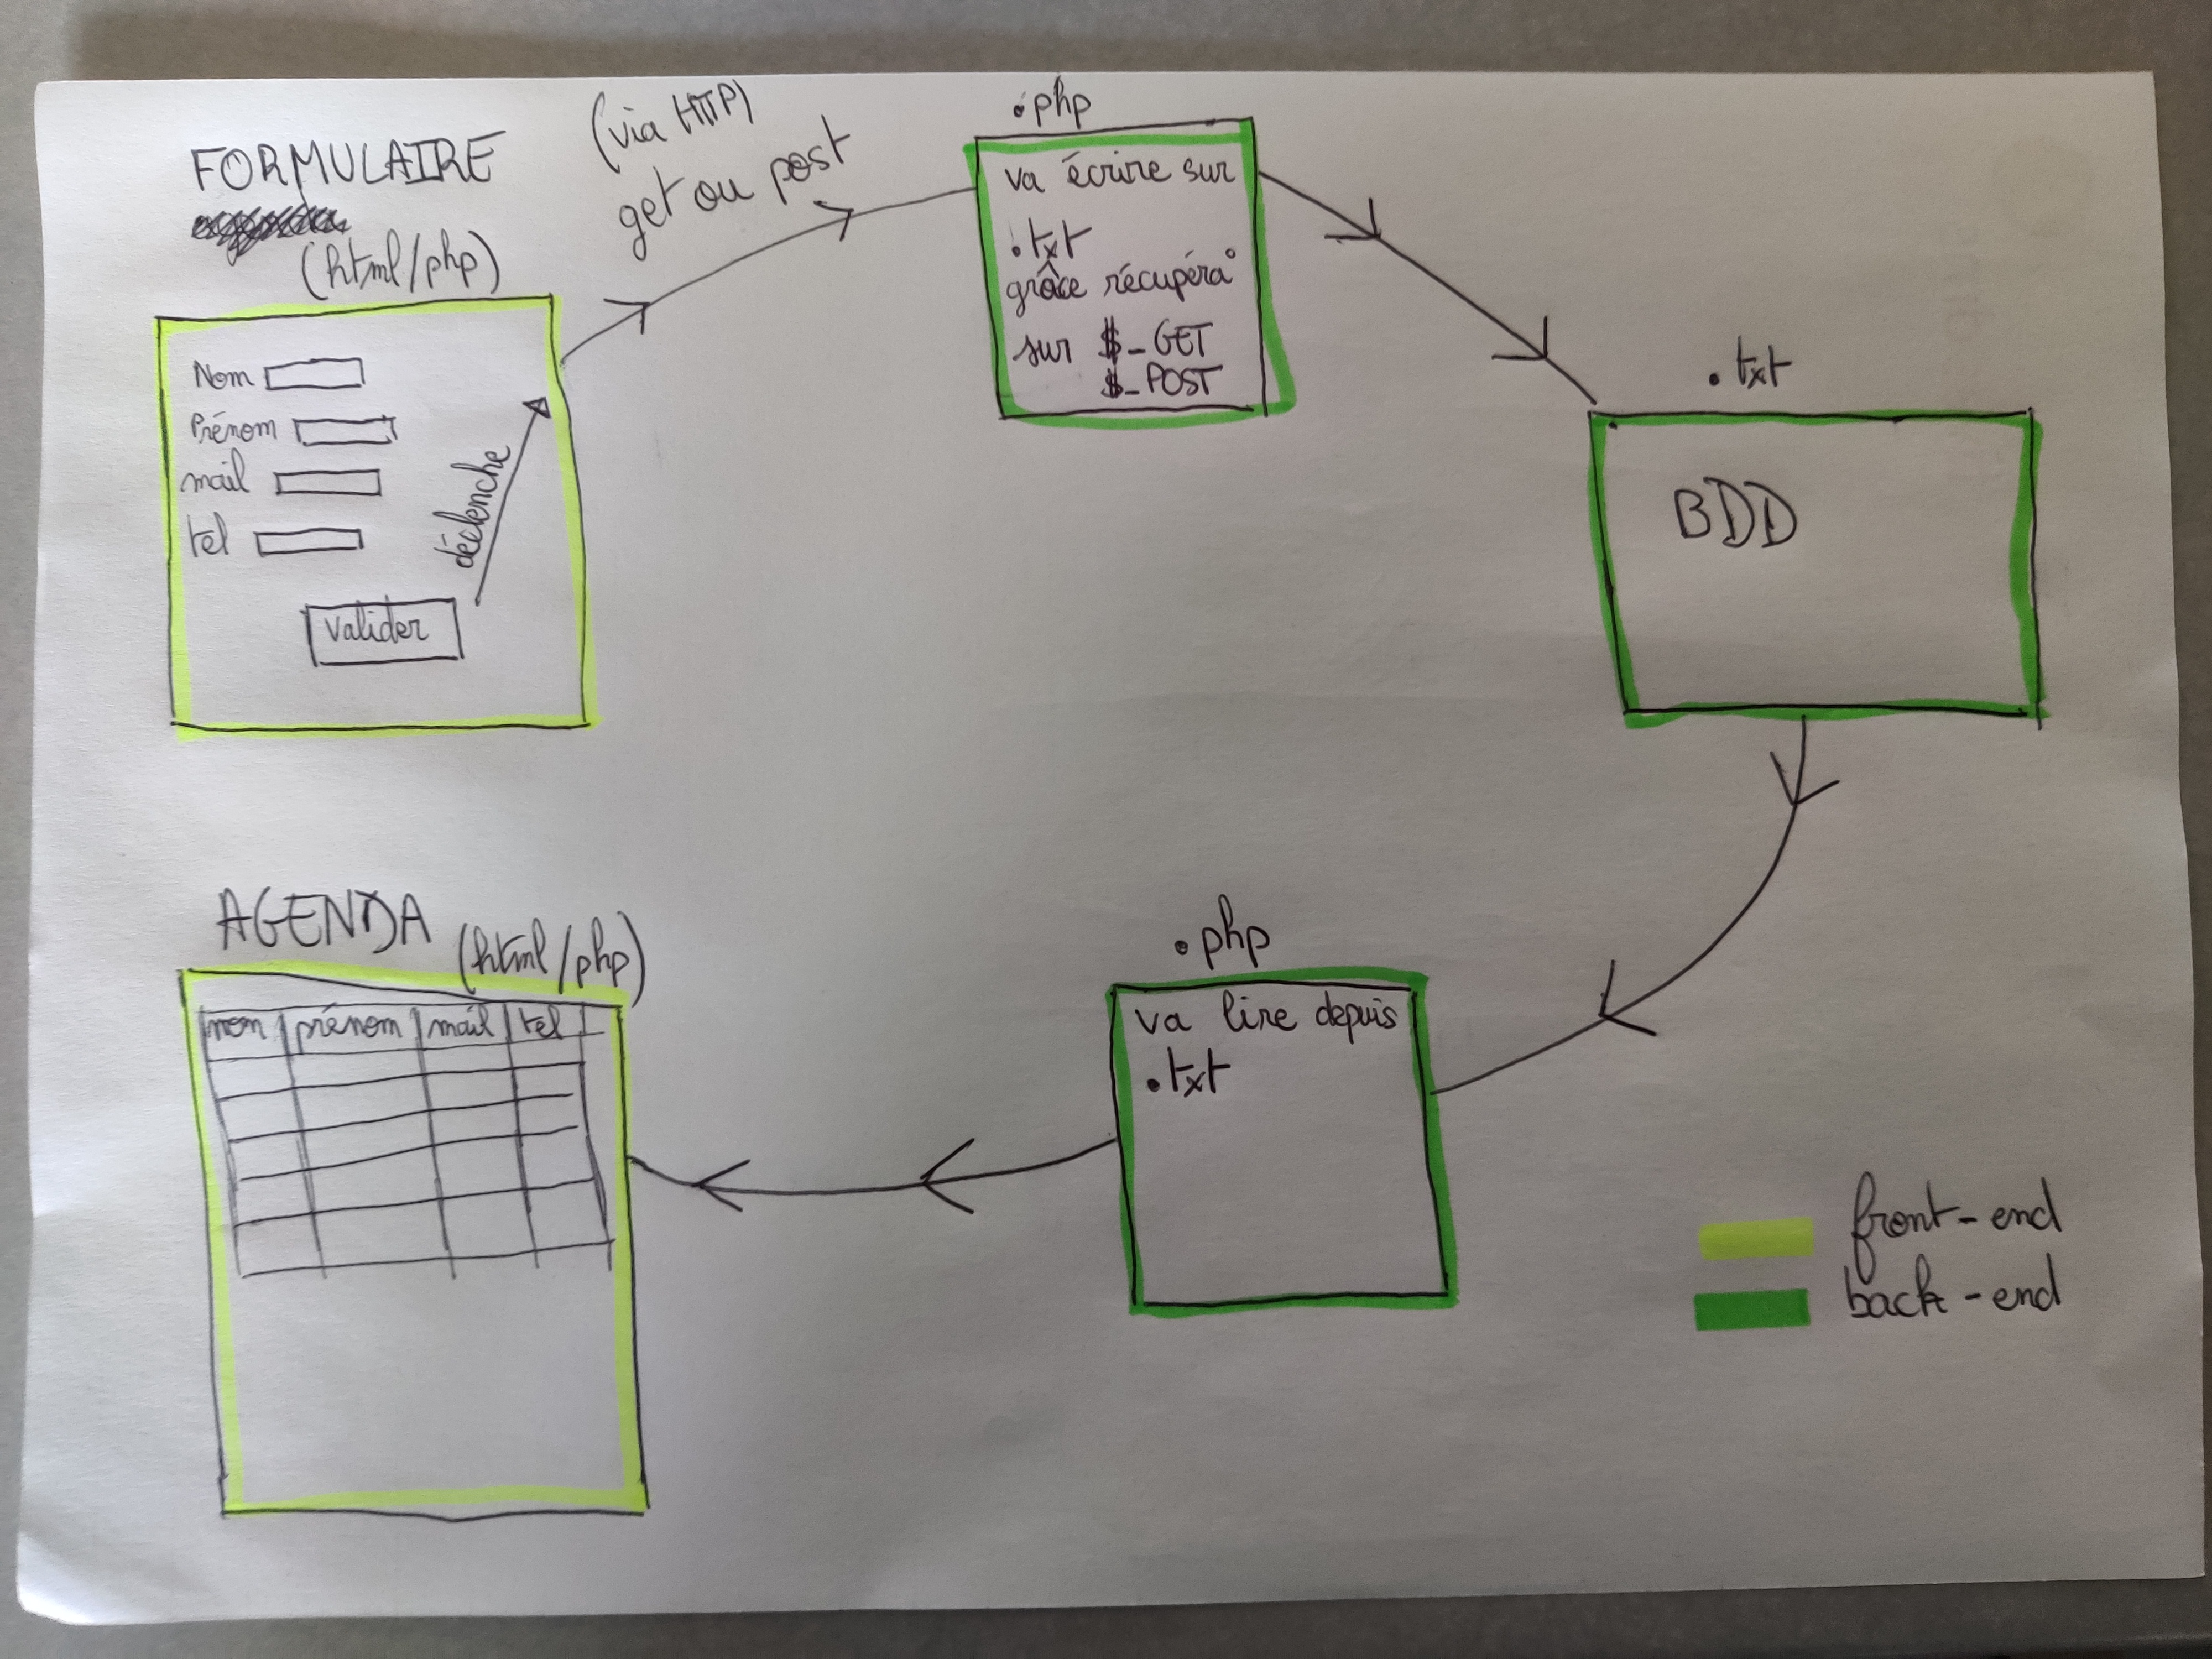 FORMULAIRE
(html/php)
Nom
Prénom
mail
tel
déclenche
Valider
(via HTTP)
get ou post
.php
va écrire sur
.txt
grâce récupéra°
sur $_GET
$_POST
.txt
BDD
AGENDA
(html/php)
nom prénom mail tel
.php
va lire depuis
.txt
front-end
back-end